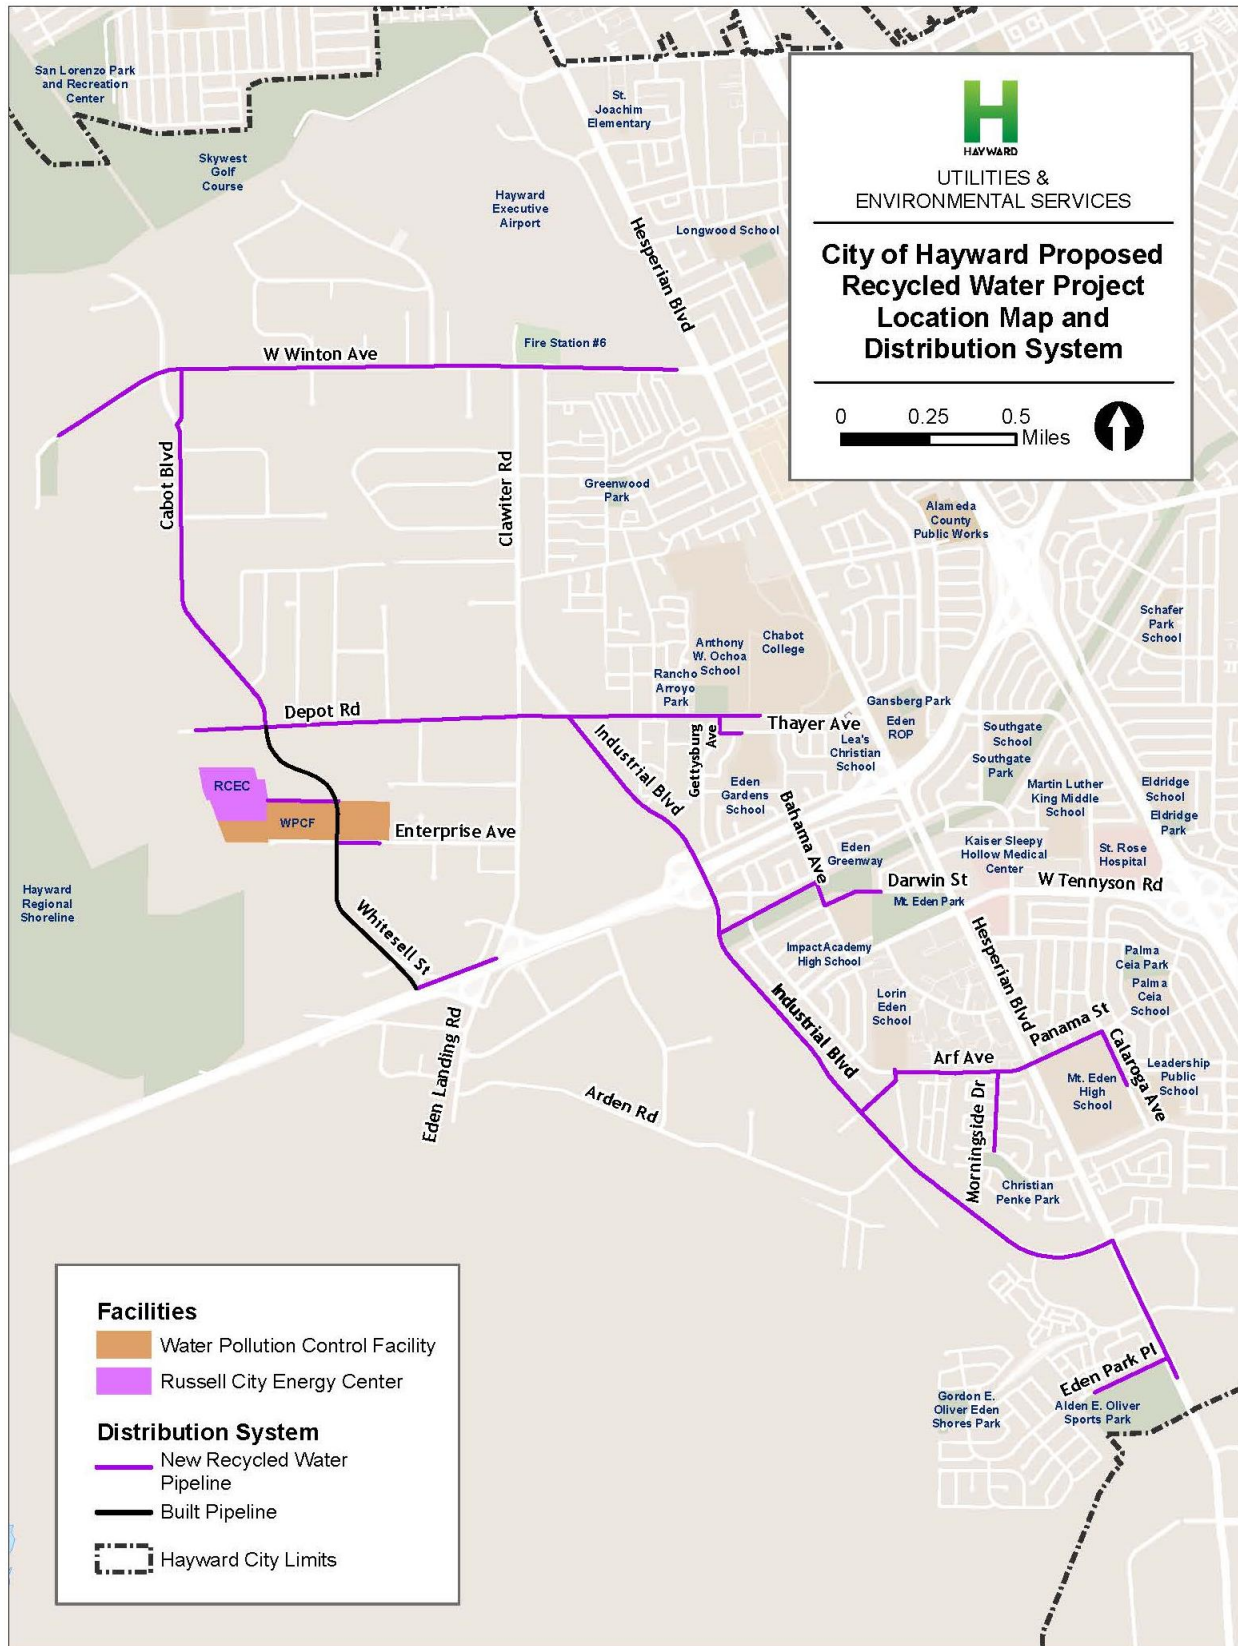 San Lorenzo Park
and Recreation
Center
Skywest
Golf
Course
St.
Joachim
Elementary
Hayward
Executive
Airport
Longwood School
Hesperian Blvd
HAYWARD
UTILITIES &
ENVIRONMENTAL SERVICES
City of Hayward Proposed
Recycled Water Project
Location Map and
Distribution System
0 0.25 0.5
Miles
Fire Station #6
W Winton Ave
Cabot Blvd
Clawiter Rd
Greenwood
Park
Alameda
County
Public Works
Schafer
Park
School
Anthony
W. Ochoa
School
Chabot
College
Rancho
Arroyo
Park
Gansberg Park
Eden
ROP
Depot Rd
Thayer Ave
Lea's
Christian
School
Southgate
School
Southgate
Park
Gettysburg
Ave
Industrial Blvd
Eden
Gardens
School
Bahama Ave
Martin Luther
King Middle
School
Eldridge
School
Eldridge
Park
RCEC
WPCF
Enterprise Ave
Eden
Greenway
Kaiser Sleepy
Hollow Medical
Center
St. Rose
Hospital
Darwin St
W Tennyson Rd
Mt. Eden Park
Hayward
Regional
Shoreline
Whitesell St
Impact Academy
High School
Hesperian Blvd
Palma
Ceia Park
Palma
Ceia
School
Lorin
Eden
School
Industrial Blvd
Eden Landing Rd
Arden Rd
Arf Ave
Panama St
Calaroga Ave
Mt. Eden
High
School
Leadership
Public
School
Morningside Dr
Christian
Penke Park
Eden Park Pl
Gordon E.
Oliver Eden
Shores Park
Alden E. Oliver
Sports Park
Facilities
Water Pollution Control Facility
Russell City Energy Center
Distribution System
New Recycled Water
Pipeline
Built Pipeline
Hayward City Limits